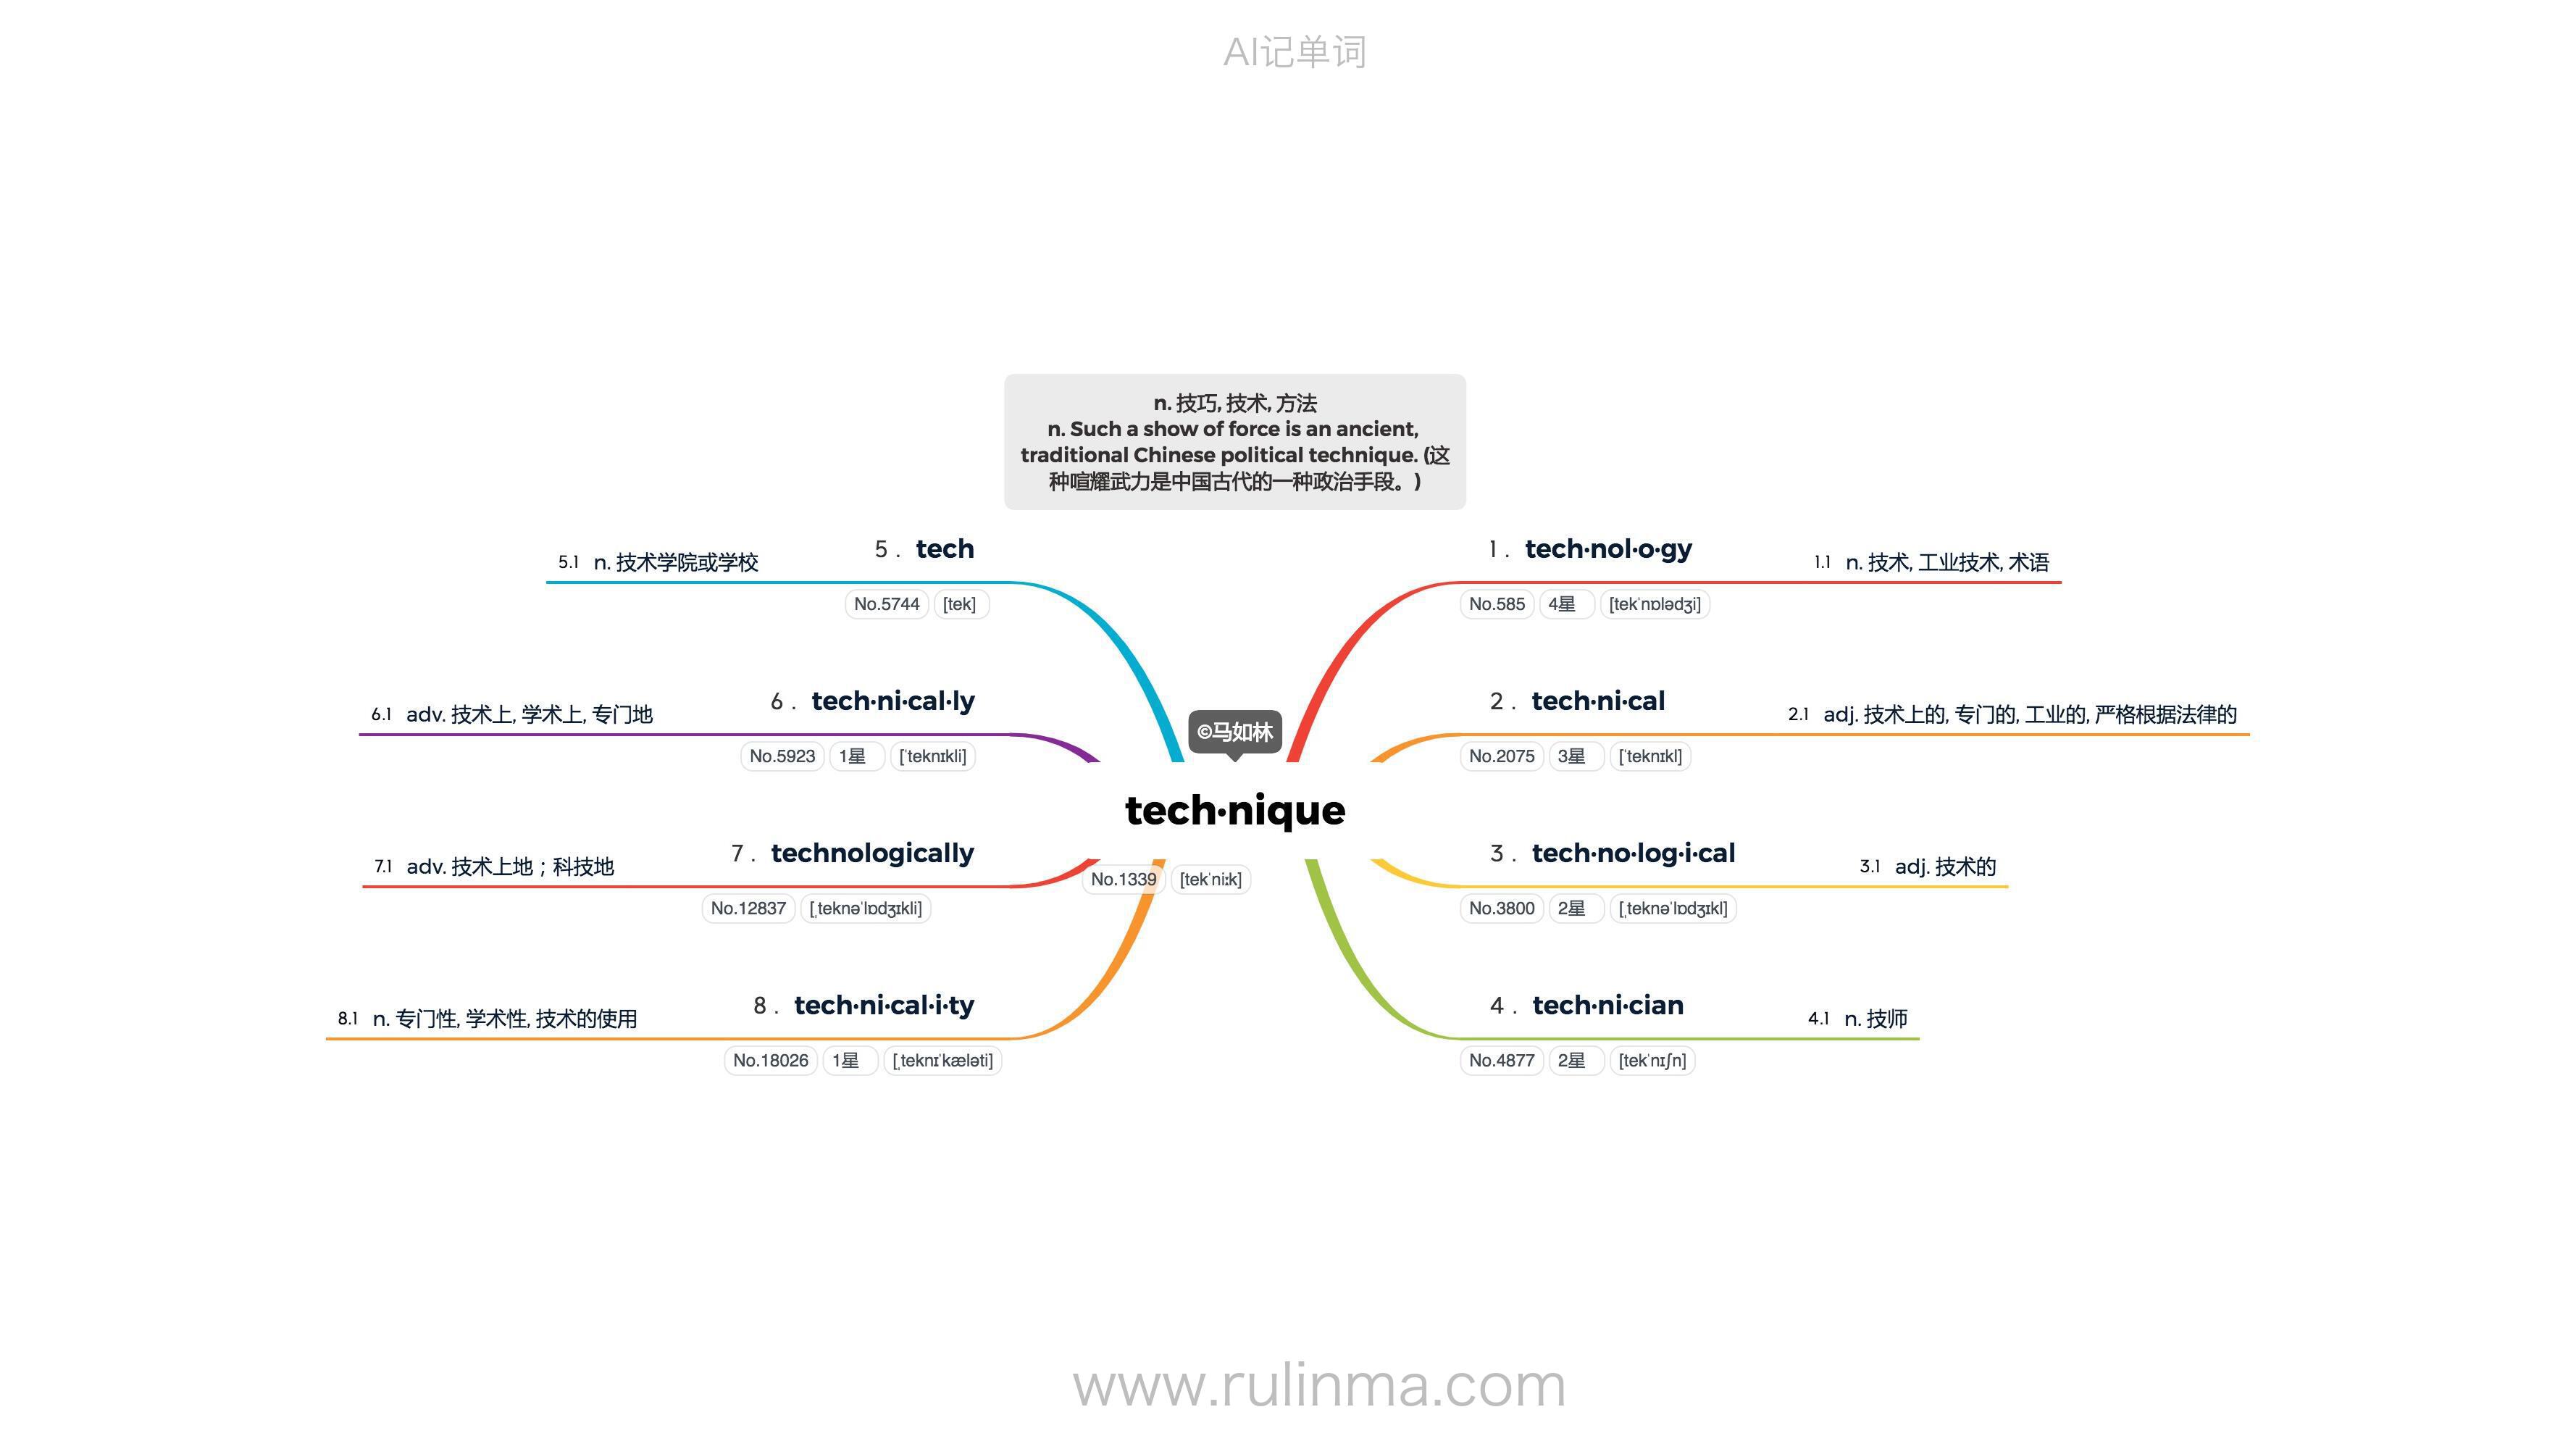 AI记单词
n. 技巧, 技术, 方法
n. Such a show of force is an ancient,
traditional Chinese political technique. (这
种喧耀武力是中国古代的一种政治手段。)
©马如林
tech·nique
No.1339 [tekˈniːk]
1 . tech·nol·o·gy
1.1 n. 技术, 工业技术, 术语
No.585 4星 [tekˈnɒlədʒi]
2 . tech·ni·cal
2.1 adj. 技术上的, 专门的, 工业的, 严格根据法律的
No.2075 3星 [ˈteknɪkl]
3 . tech·no·log·i·cal
3.1 adj. 技术的
No.3800 2星 [ˌteknəˈlɒdʒɪkl]
4 . tech·ni·cian
4.1 n. 技师
No.4877 2星 [tekˈnɪʃn]
5 . tech
5.1 n. 技术学院或学校
No.5744 [tek]
6 . tech·ni·cal·ly
6.1 adv. 技术上, 学术上, 专门地
No.5923 1星 [ˈteknɪkli]
7 . technologically
7.1 adv. 技术上地；科技地
No.12837 [ˌteknəˈlɒdʒɪkli]
8 . tech·ni·cal·i·ty
8.1 n. 专门性, 学术性, 技术的使用
No.18026 1星 [ˌteknɪˈkæləti]
www.rulinma.com